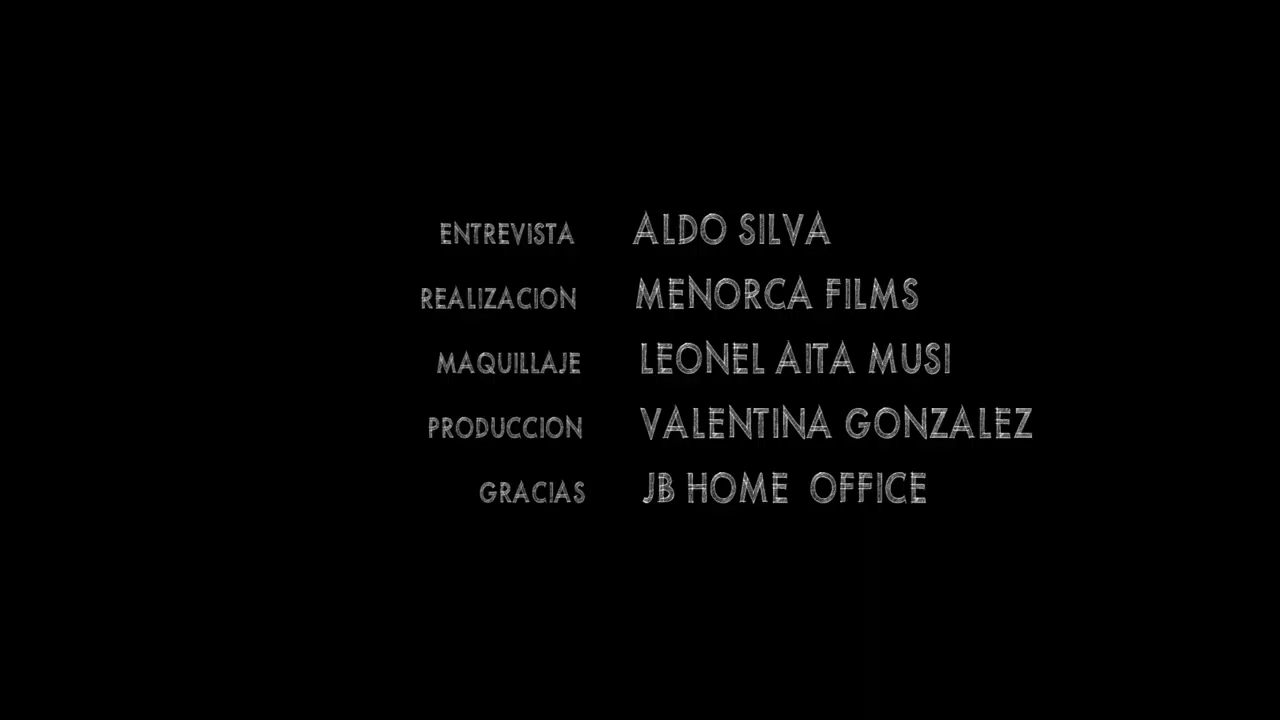 ENTREVISTA ALDO SILVA
REALIZACION MENORCA FILMS
MAQUILLAJE LEONEL AITA MUSI
PRODUCCION VALENTINA GONZALEZ
GRACIAS JB HOME OFFICE